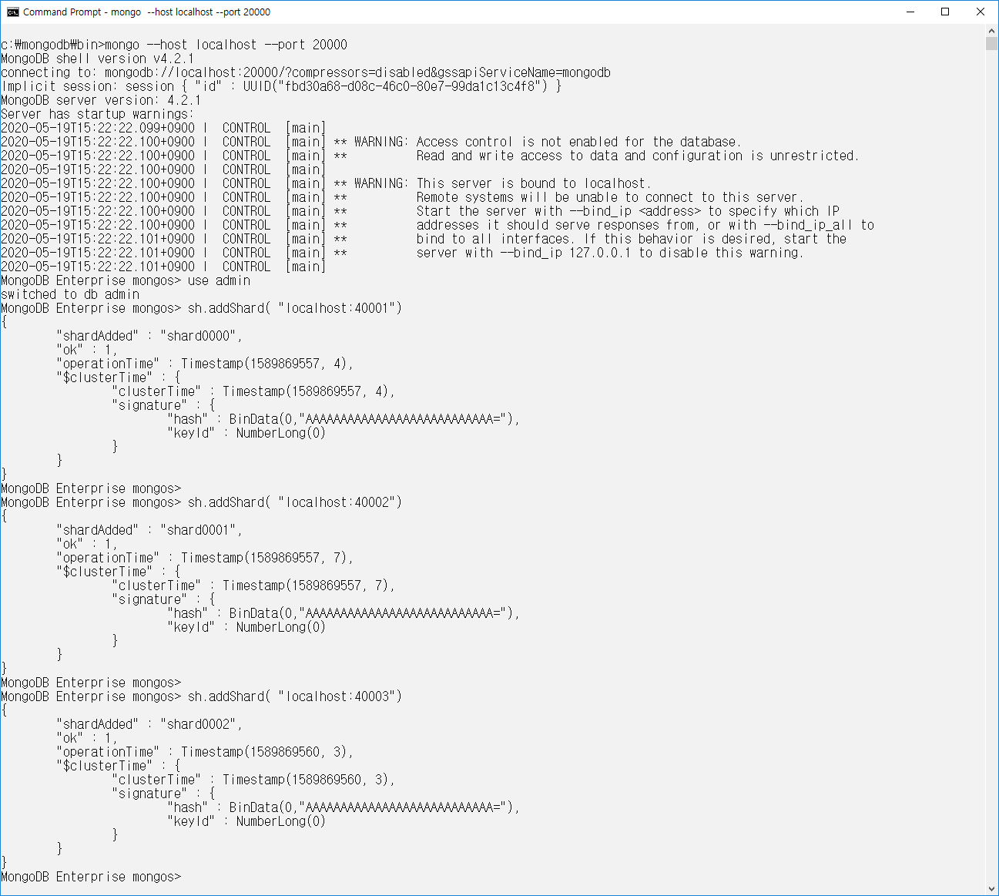 Command Prompt - mongo  --host localhost --port 20000
c:₩mongodb₩bin>mongo --host localhost --port 20000
MongoDB shell version v4.2.1
connecting to: mongodb://localhost:20000/?compressors=disabled&gssapiServiceName=mongodb
Implicit session: session { "id" : UUID("fbd30a68-d08c-46c0-80e7-99da1c13c4f8") }
MongoDB server version: 4.2.1
Server has startup warnings:
2020-05-19T15:22:22.099+0900 I  CONTROL  [main]
2020-05-19T15:22:22.100+0900 I  CONTROL  [main] ** WARNING: Access control is not enabled for the database.
2020-05-19T15:22:22.100+0900 I  CONTROL  [main] **          Read and write access to data and configuration is unrestricted.
2020-05-19T15:22:22.100+0900 I  CONTROL  [main]
2020-05-19T15:22:22.100+0900 I  CONTROL  [main] ** WARNING: This server is bound to localhost.
2020-05-19T15:22:22.100+0900 I  CONTROL  [main] **          Remote systems will be unable to connect to this server.
2020-05-19T15:22:22.100+0900 I  CONTROL  [main] **          Start the server with --bind_ip <address> to specify which IP
2020-05-19T15:22:22.100+0900 I  CONTROL  [main] **          addresses it should serve responses from, or with --bind_ip_all to
2020-05-19T15:22:22.101+0900 I  CONTROL  [main] **          bind to all interfaces. If this behavior is desired, start the
2020-05-19T15:22:22.101+0900 I  CONTROL  [main] **          server with --bind_ip 127.0.0.1 to disable this warning.
2020-05-19T15:22:22.101+0900 I  CONTROL  [main]
MongoDB Enterprise mongos> use admin
switched to db admin
MongoDB Enterprise mongos> sh.addShard( "localhost:40001")
{
        "shardAdded" : "shard0000",
        "ok" : 1,
        "operationTime" : Timestamp(1589869557, 4),
        "$clusterTime" : {
                "clusterTime" : Timestamp(1589869557, 4),
                "signature" : {
                        "hash" : BinData(0,"AAAAAAAAAAAAAAAAAAAAAAAAAAA="),
                        "keyId" : NumberLong(0)
                }
        }
}
MongoDB Enterprise mongos>
MongoDB Enterprise mongos> sh.addShard( "localhost:40002")
{
        "shardAdded" : "shard0001",
        "ok" : 1,
        "operationTime" : Timestamp(1589869557, 7),
        "$clusterTime" : {
                "clusterTime" : Timestamp(1589869557, 7),
                "signature" : {
                        "hash" : BinData(0,"AAAAAAAAAAAAAAAAAAAAAAAAAAA="),
                        "keyId" : NumberLong(0)
                }
        }
}
MongoDB Enterprise mongos>
MongoDB Enterprise mongos> sh.addShard( "localhost:40003")
{
        "shardAdded" : "shard0002",
        "ok" : 1,
        "operationTime" : Timestamp(1589869560, 3),
        "$clusterTime" : {
                "clusterTime" : Timestamp(1589869560, 3),
                "signature" : {
                        "hash" : BinData(0,"AAAAAAAAAAAAAAAAAAAAAAAAAAA="),
                        "keyId" : NumberLong(0)
                }
        }
}
MongoDB Enterprise mongos>